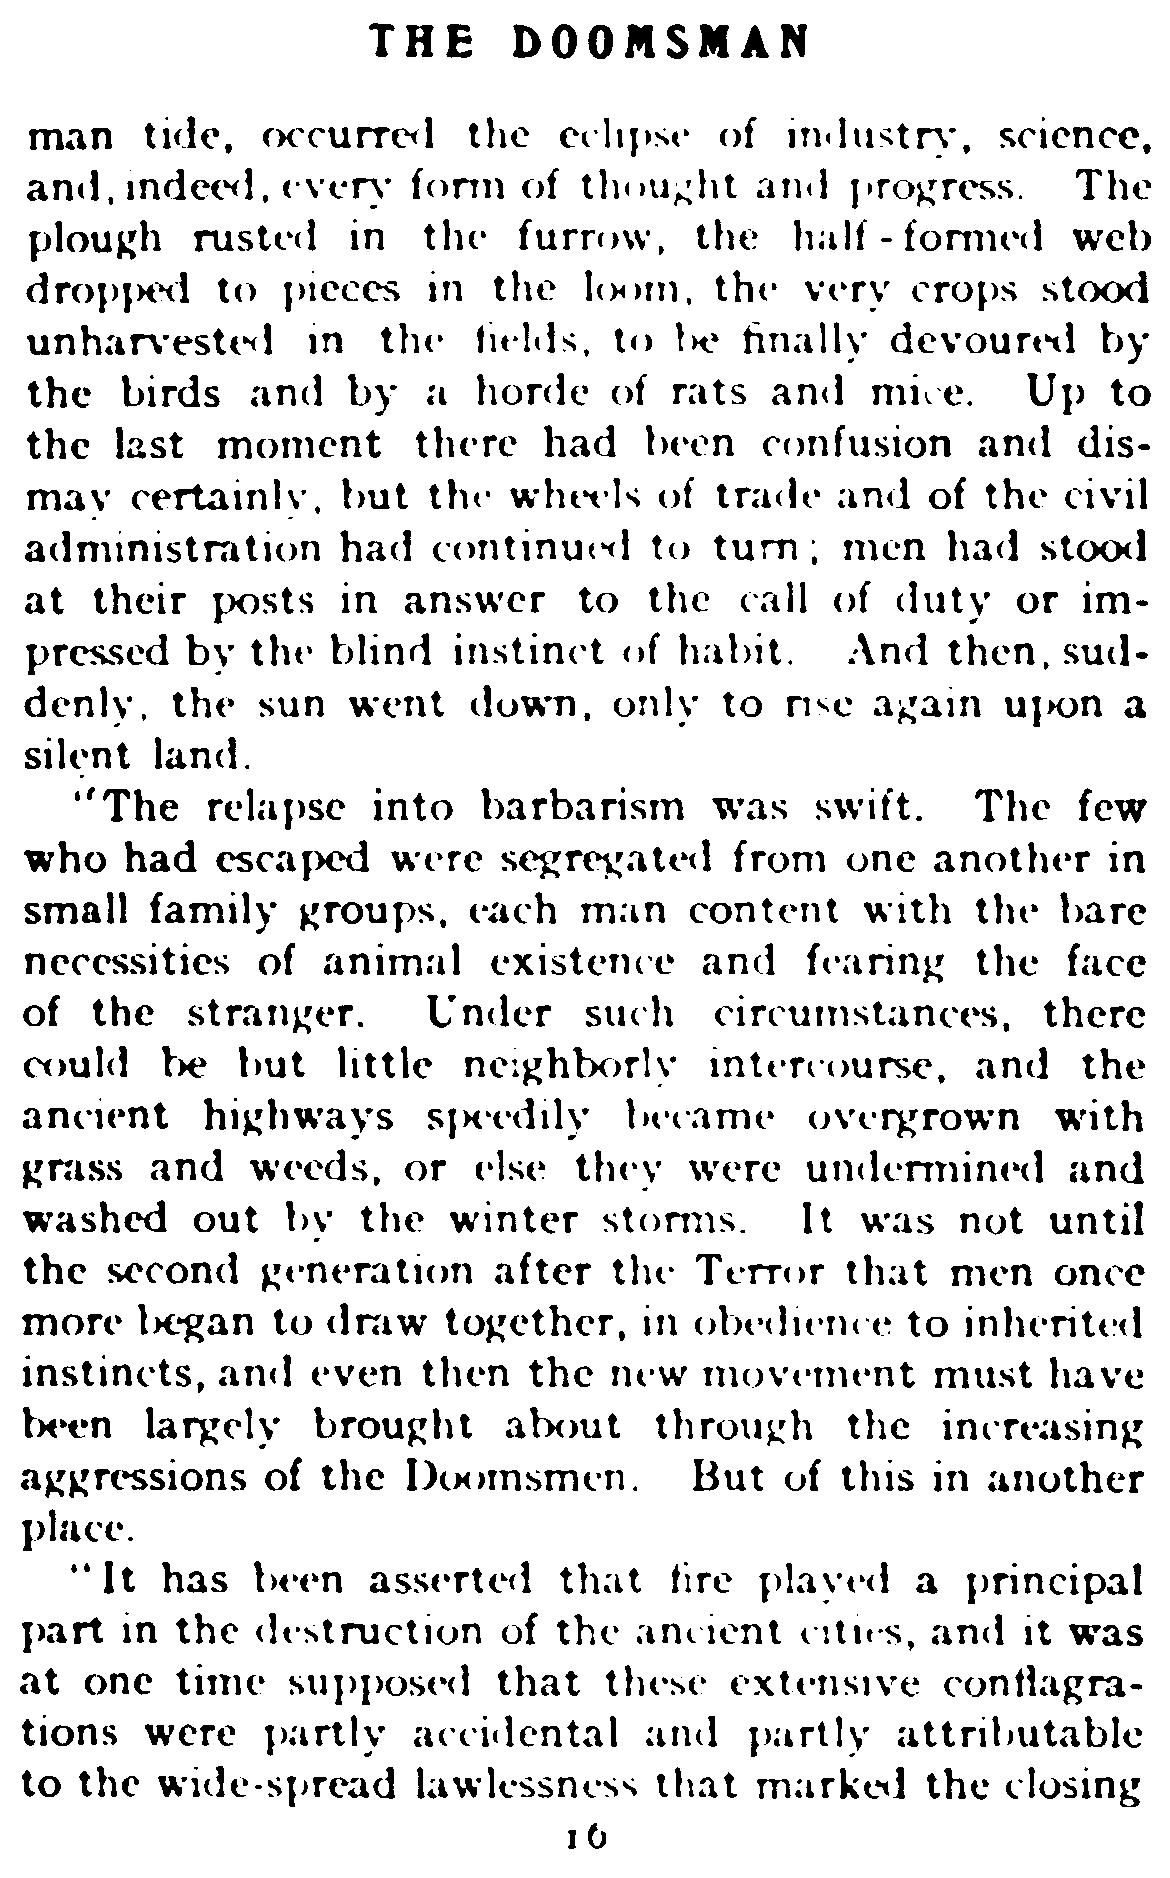 THE DOOMSMAN
man tide, occurred the eclipse of industry, science,
and, indeed, every form of thought and progress. The
plough rusted in the furrow, the half-formed web
dropped to pieces in the loom, the very crops stood
unharvested in the fields, to be finally devoured by
the birds and by a horde of rats and mice. Up to
the last moment there had been confusion and dis-
may certainly, but the wheels of trade and of the civil
administration had continued to turn; men had stood
at their posts in answer to the call of duty or im-
pressed by the blind instinct of habit. And then, sud-
denly, the sun went down, only to rise again upon a
silent land.
"The relapse into barbarism was swift. The few
who had escaped were segregated from one another in
small family groups, each man content with the bare
necessities of animal existence and fearing the face
of the stranger. Under such circumstances, there
could be but little neighborly intercourse, and the
ancient highways speedily became overgrown with
grass and weeds, or else they were undermined and
washed out by the winter storms. It was not until
the second generation after the Terror that men once
more began to draw together, in obedience to inherited
instincts, and even then the new movement must have
been largely brought about through the increasing
aggressions of the Doomsmen. But of this in another
place.
"It has been asserted that fire played a principal
part in the destruction of the ancient cities, and it was
at one time supposed that these extensive conflagra-
tions were partly accidental and partly attributable
to the wide-spread lawlessness that marked the closing
16